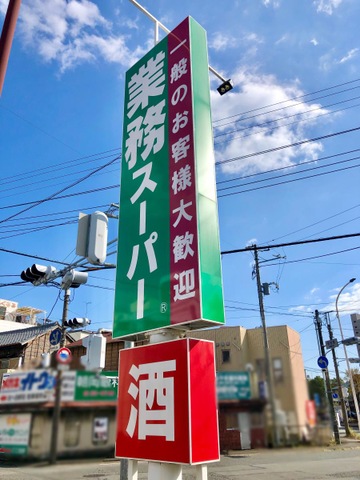 業務スーパー®
一般のお客様大歓迎
酒